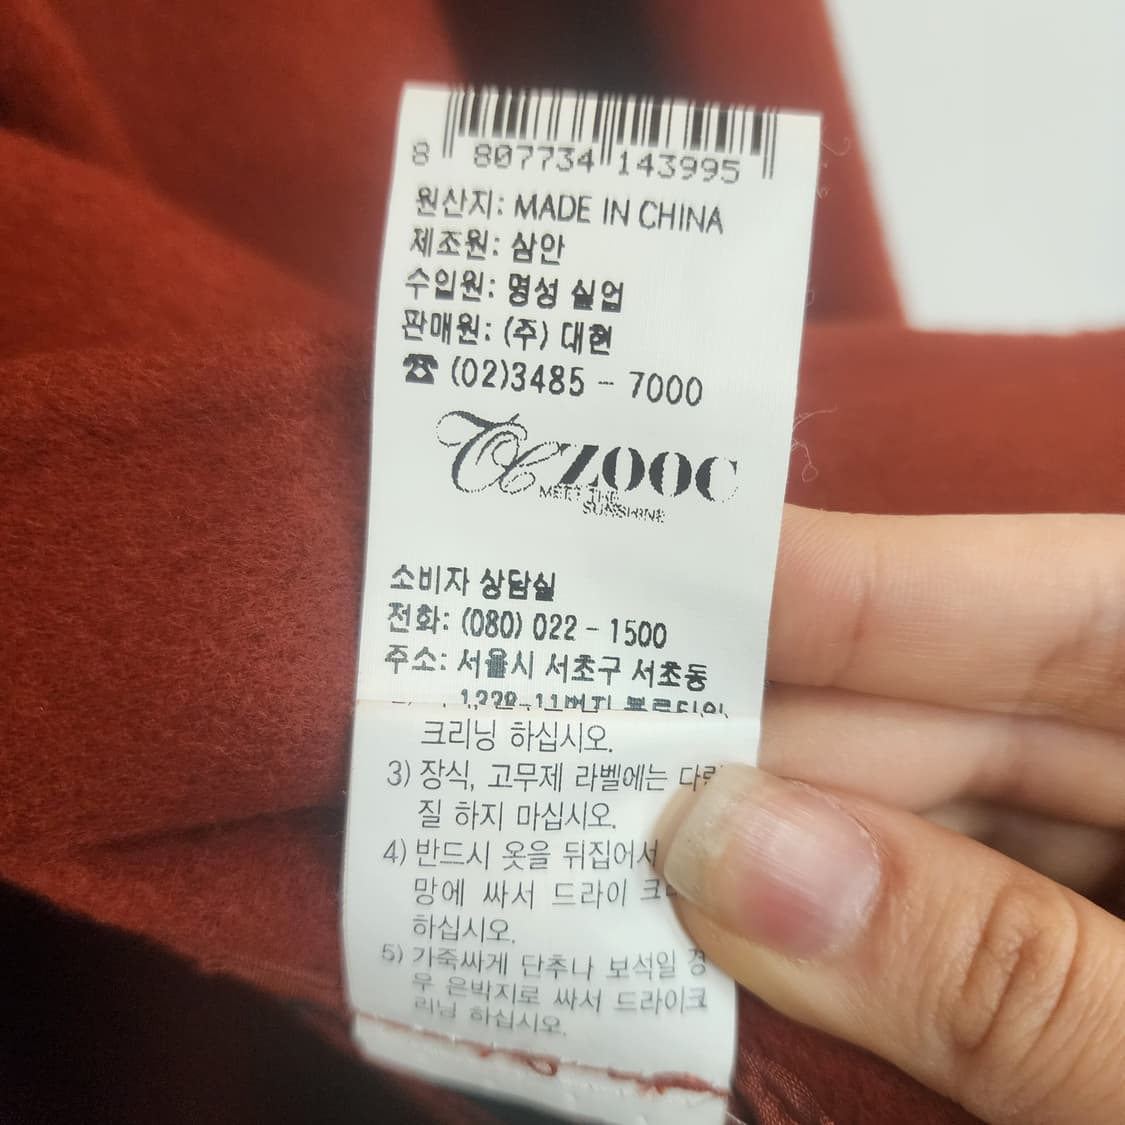 8 807734 143995
원산지: MADE IN CHINA
제조원: 삼안
수입원: 명성 실업
판매원: (주) 대현
☎ (02)3485 - 7000
ZOOC
MEET THE
SUNSHINE
소비자 상담실
전화: (080) 022 - 1500
주소: 서울시 서초구 서초동
크리닝 하십시오.
3) 장식, 고무제 라벨에는 다림
질 하지 마십시오.
4) 반드시 옷을 뒤집어서
망에 싸서 드라이
하십시오.
5) 가죽싸게 단추나 보석일 경
우 은박지로 싸서 드라이크
리닝 하십시오.